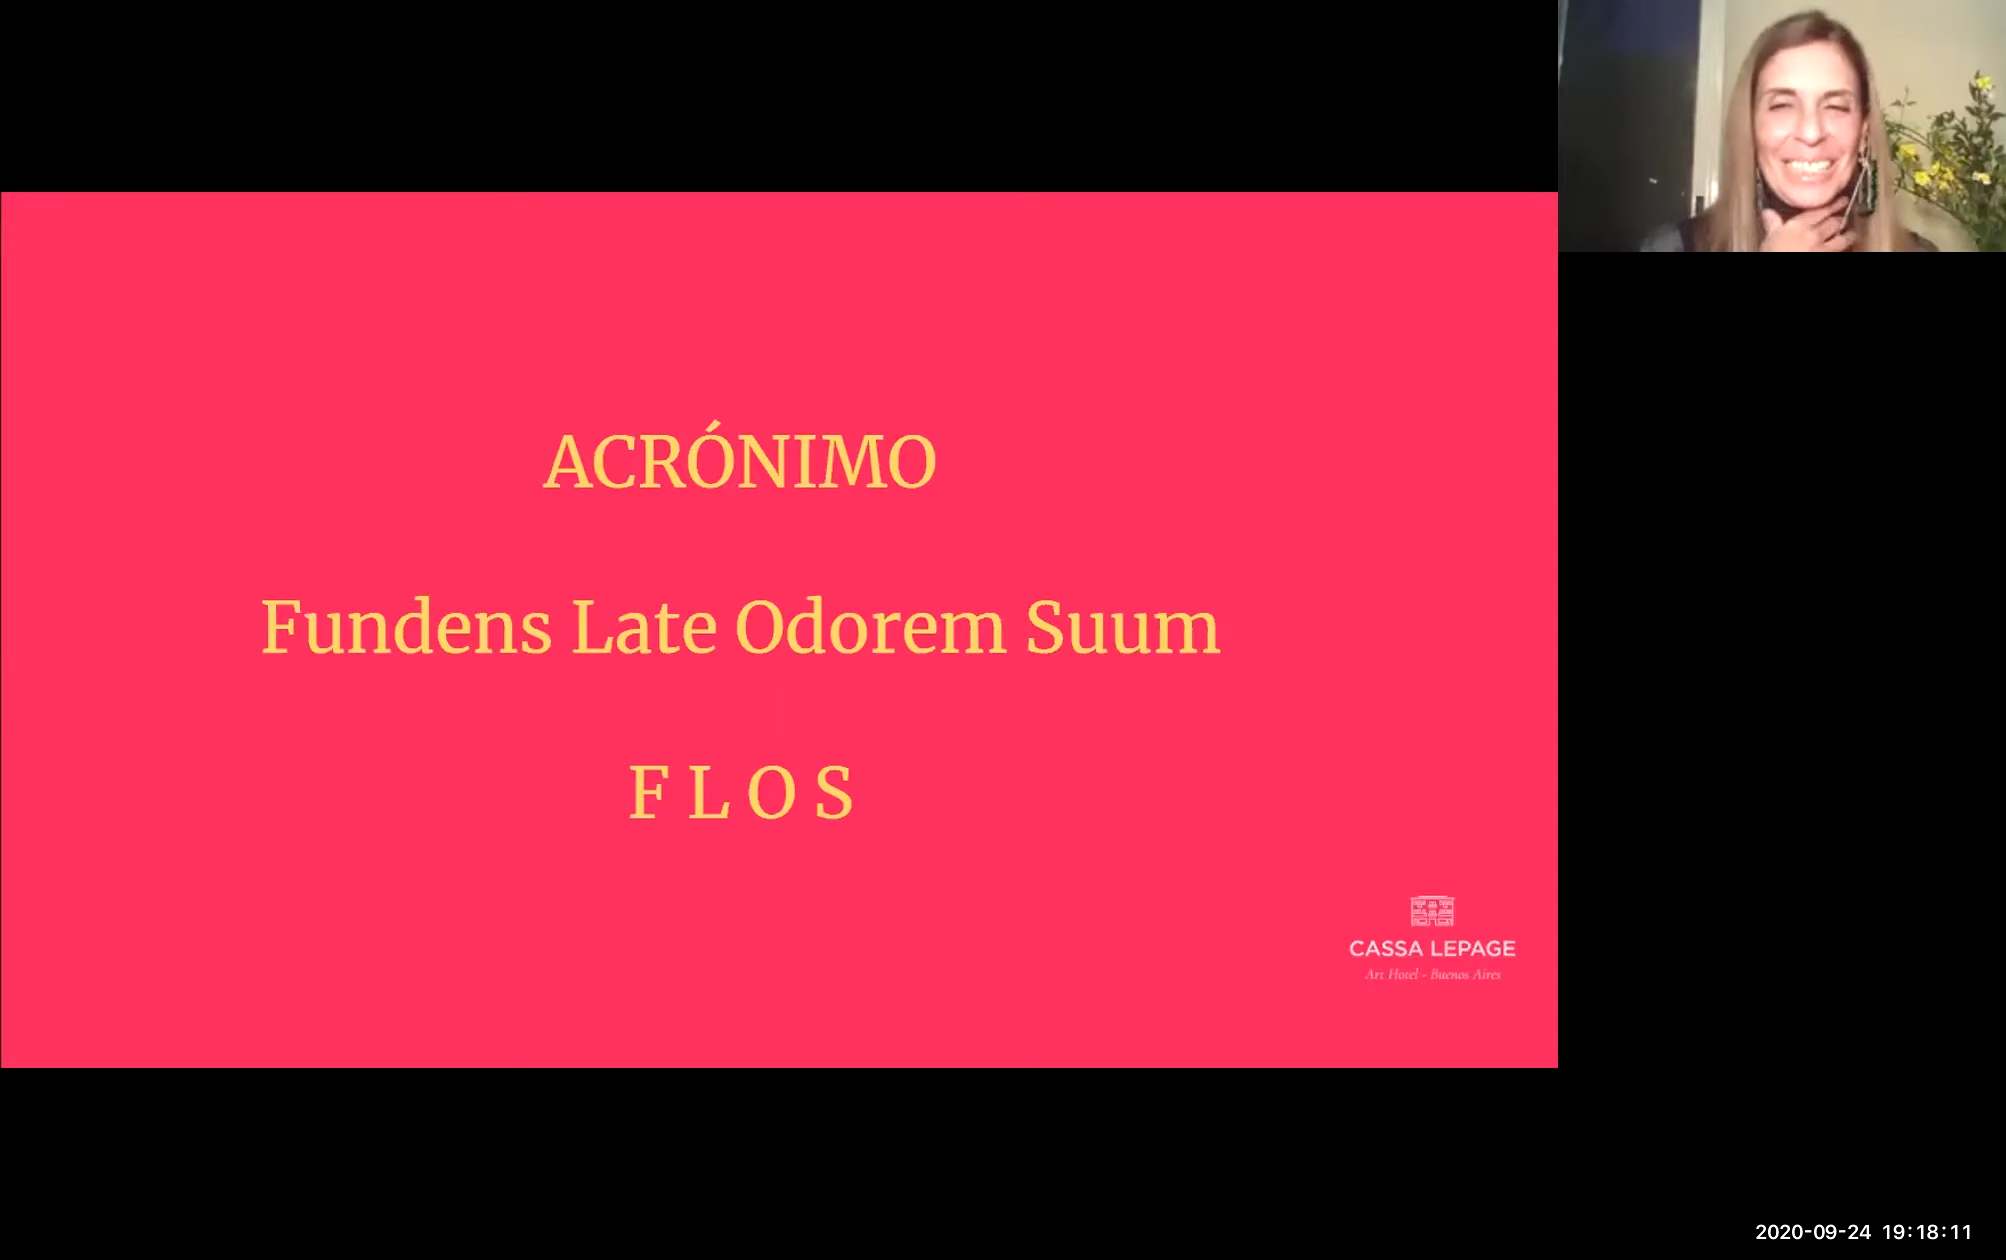 ACRÓNIMO
Fundens Late Odorem Suum
F L O S
CASSA LEPAGE
Art Hotel - Buenos Aires
2020-09-24 19:18:11